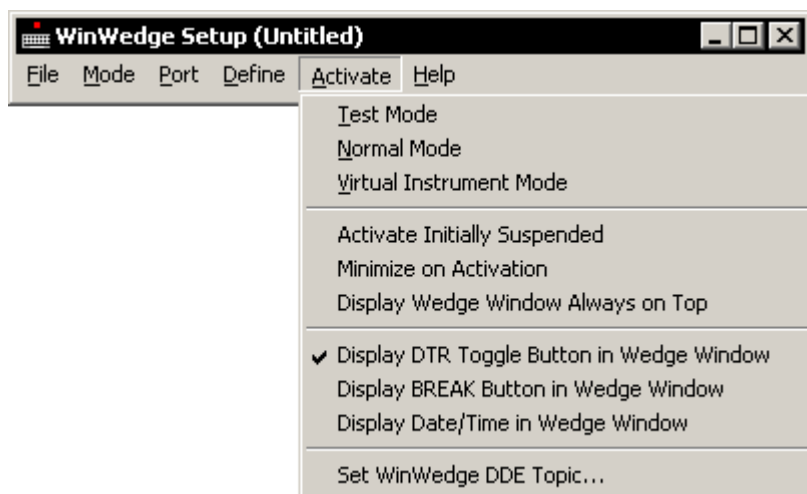 WinWedge Setup (Untitled)
File Mode Port Define Activate Help
Test Mode
Normal Mode
Virtual Instrument Mode
Activate Initially Suspended
Minimize on Activation
Display Wedge Window Always on Top
Display DTR Toggle Button in Wedge Window
Display BREAK Button in Wedge Window
Display Date/Time in Wedge Window
Set WinWedge DDE Topic...